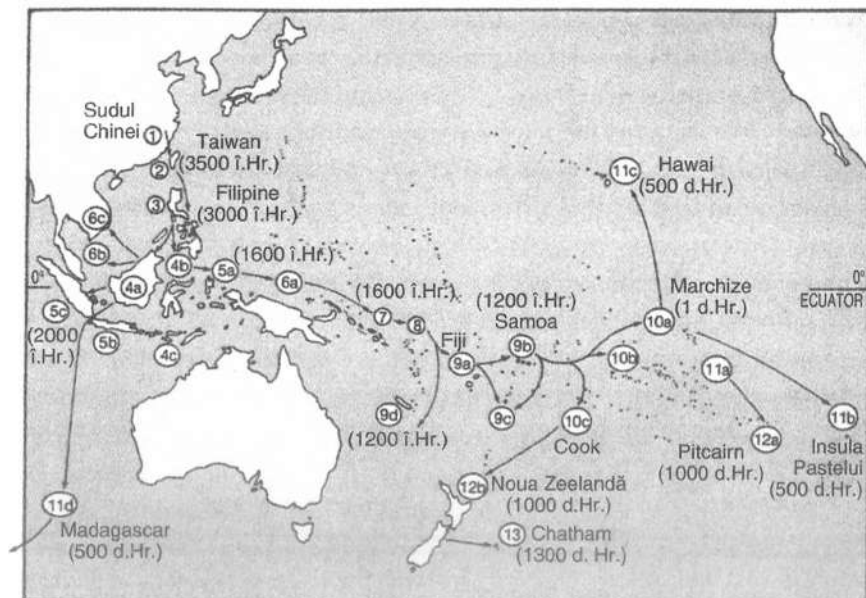 Sudul
Chinei
1
Taiwan
(3500 î.Hr.)
2
Filipine
(3000 î.Hr.)
3
6c
6b
4b
5a
(1600 î.Hr.)
6a
0°
4a
5c
(2000
î.Hr.)
5b
4c
(1600 î.Hr.)
7
8
Fiji
9a
(1200 î.Hr.)
Samoa
9b
9c
9d
(1200 î.Hr.)
10c
Cook
10b
11c
Hawai
(500 d.Hr.)
Marchize
(1 d.Hr.)
10a
0°
ECUATOR
11a
12a
Pitcairn
(1000 d.Hr.)
11b
Insula
Pastelui
(500 d.Hr.)
11d
Madagascar
(500 d.Hr.)
12b
Noua Zeelandă
(1000 d.Hr.)
13
Chatham
(1300 d. Hr.)